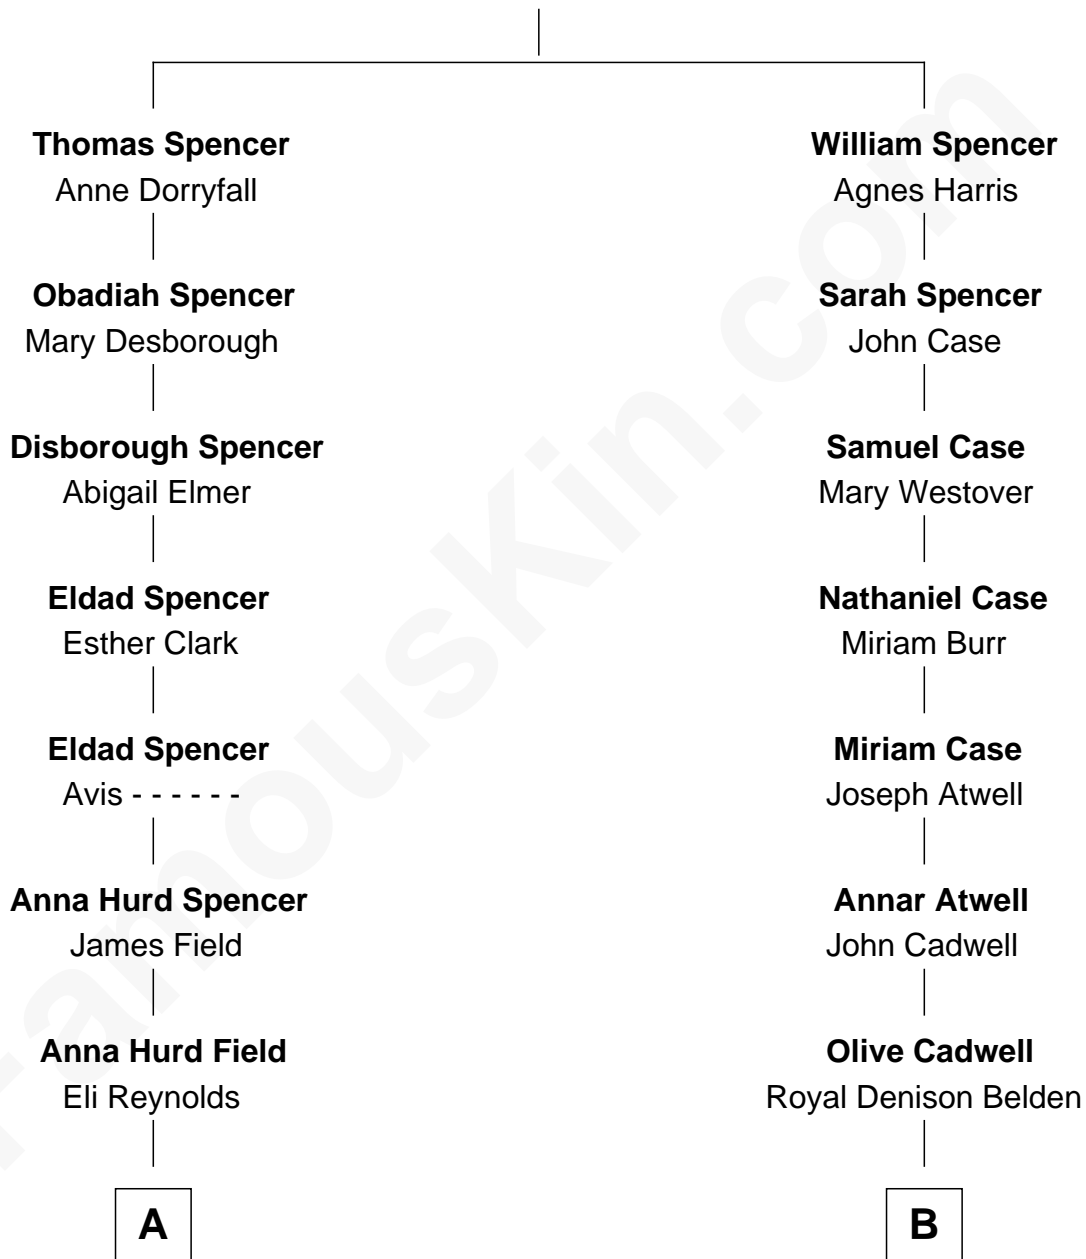 Thomas Spencer
Anne Dorryfall
Obadiah Spencer
Mary Desborough
Disborough Spencer
Abigail Elmer
Eldad Spencer
Esther Clark
Eldad Spencer
Avis - - - - - -
Anna Hurd Spencer
James Field
Anna Hurd Field
Eli Reynolds
A
William Spencer
Agnes Harris
Sarah Spencer
John Case
Samuel Case
Mary Westover
Nathaniel Case
Miriam Burr
Miriam Case
Joseph Atwell
Annar Atwell
John Cadwell
Olive Cadwell
Royal Denison Belden
B
FamousKin.com